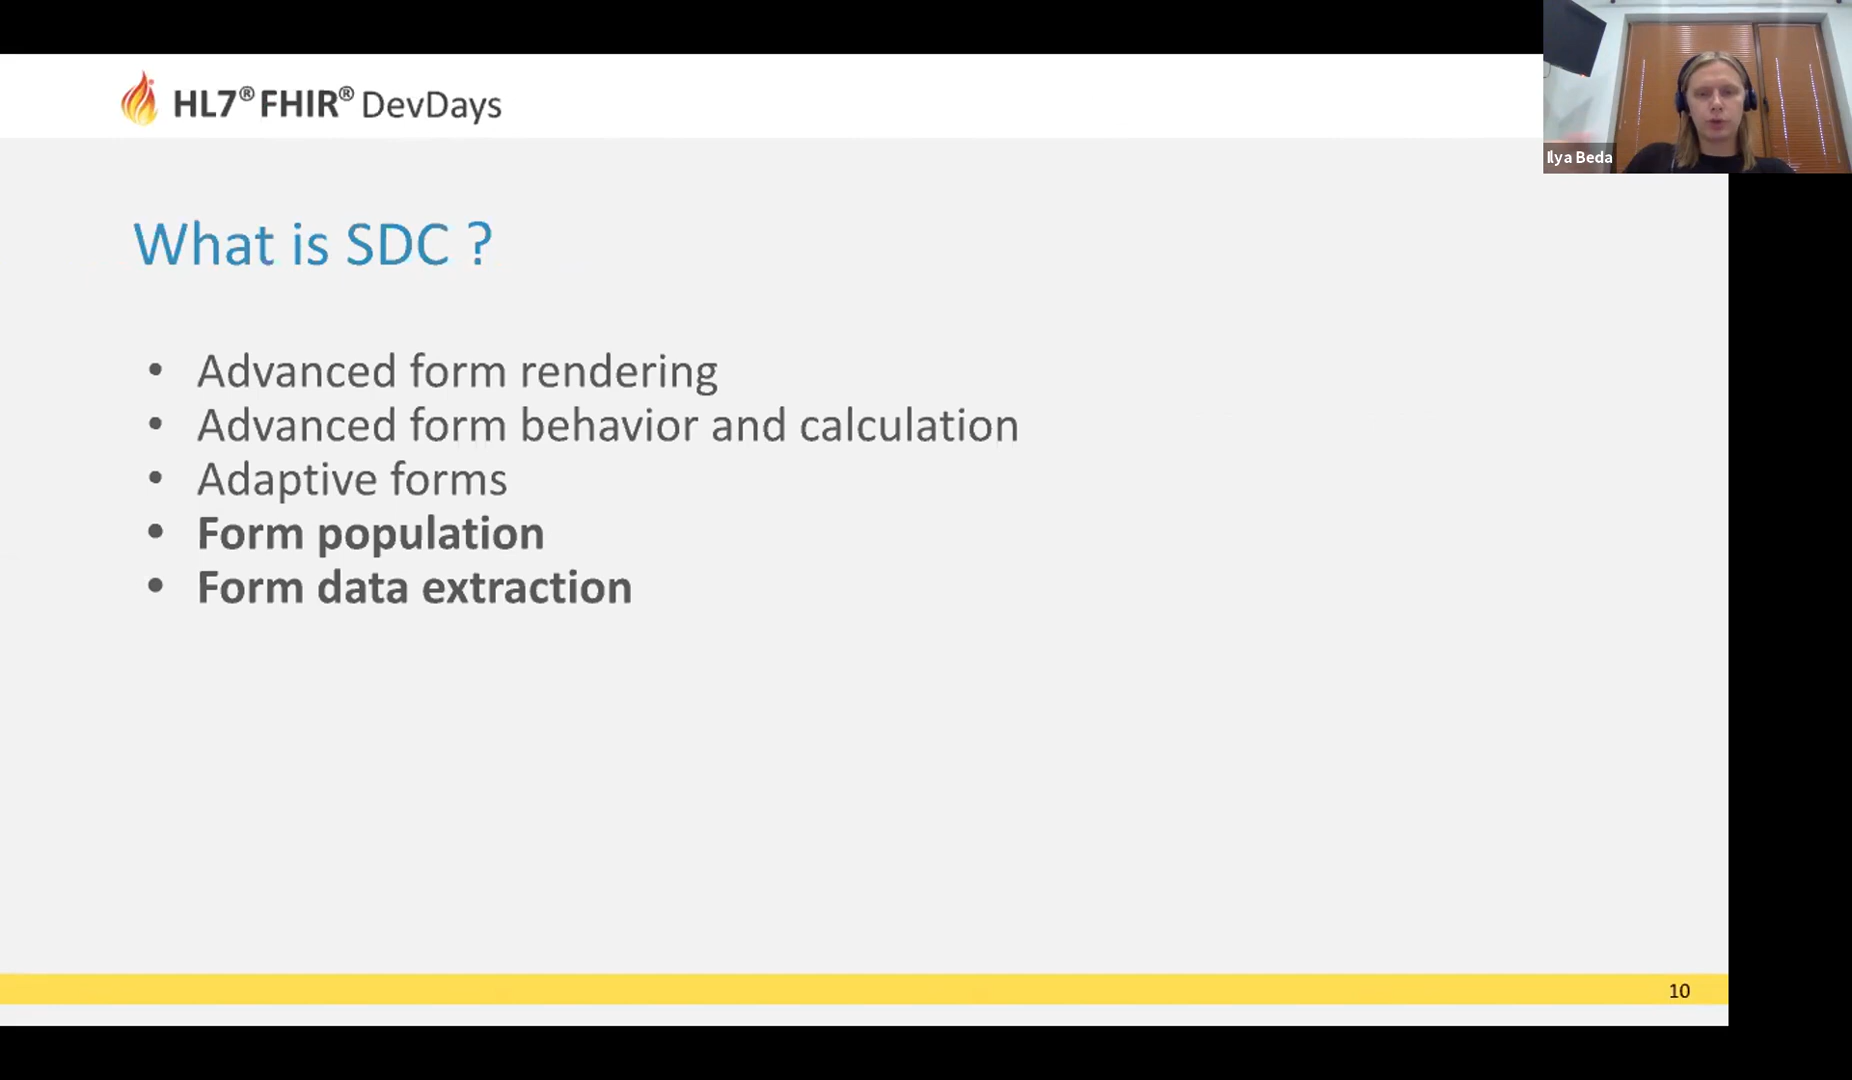 HL7® FHIR® DevDays
Ilya Beda
What is SDC ?
• Advanced form rendering
• Advanced form behavior and calculation
• Adaptive forms
• Form population
• Form data extraction
10